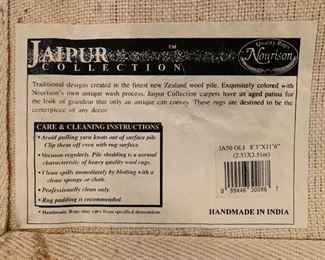 JAIPUR™
COLLECTION
Quality Rugs
Nourison
Traditional designs created in the finest new Zealand wool pile. Exquisitely colored with
Nourison's own antique wash process, Jaipur Collection carpets have an aged patina for
the look of grandeur that only an antique can convey. These rugs are destined to be the
centerpiece of any decor.
CARE & CLEANING INSTRUCTIONS
• Avoid pulling yarn knots out of surface pile
Clip them off even with rug surface.
• Vacuum regularly. Pile shedding is a normal
characteristic of heavy quality wool rugs.
• Clean spills immediately by blotting with a
clean sponge or cloth.
• Professionally clean only.
• Rug padding is recommended.
• Handmade Rugs may vary from specified dimensions.
JA50 OLI 8'3"X11'6"
(2.51X3.51m)
0 99446 30086 7
HANDMADE IN INDIA